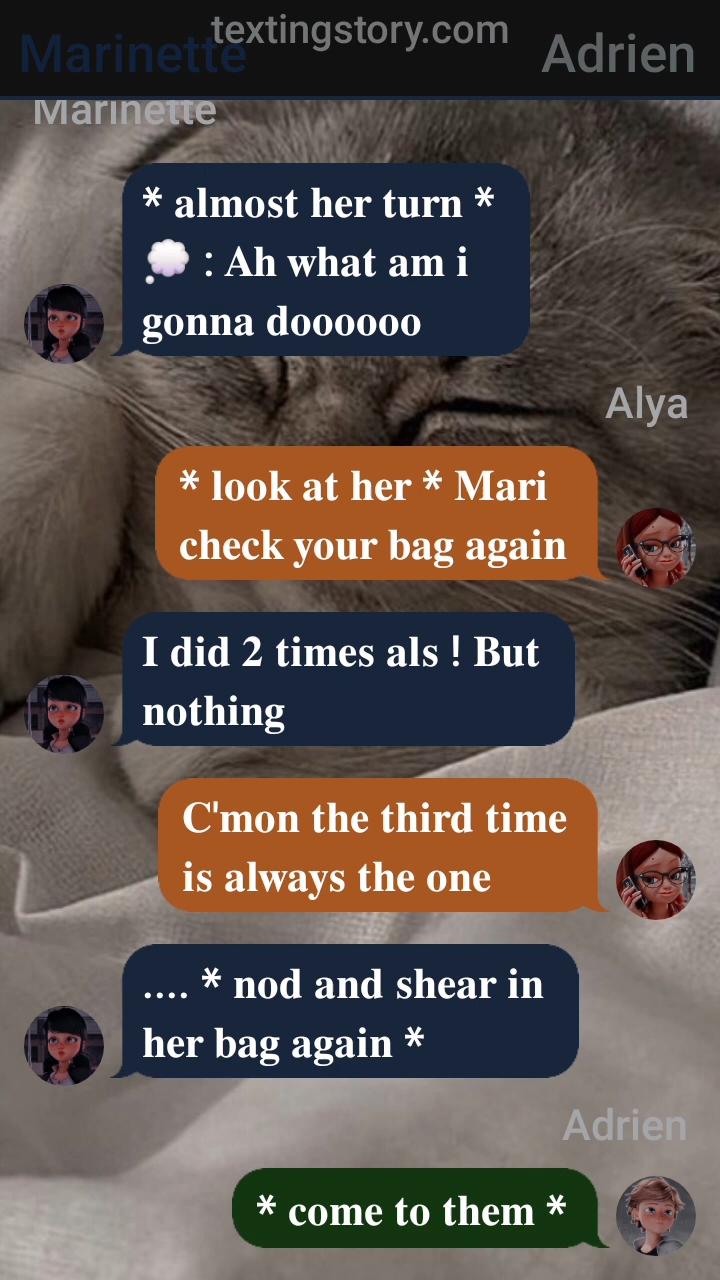 textingstory.com
Marinette Adrien
Marinette
* almost her turn *
💭 : Ah what am i
gonna doooooo
Alya
* look at her * Mari
check your bag again
I did 2 times als ! But
nothing
C'mon the third time
is always the one
.... * nod and shear in
her bag again *
Adrien
* come to them *